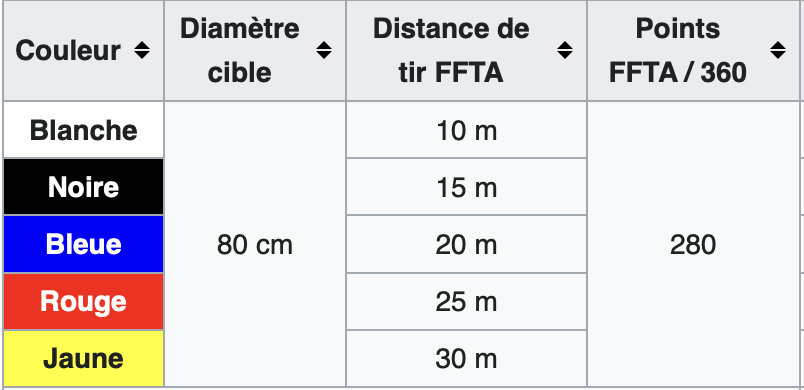 Couleur
Diamètre
cible
Distance de
tir FFTA
Points
FFTA / 360
Blanche
10 m
Noire
15 m
Bleue
80 cm
20 m
280
Rouge
25 m
Jaune
30 m